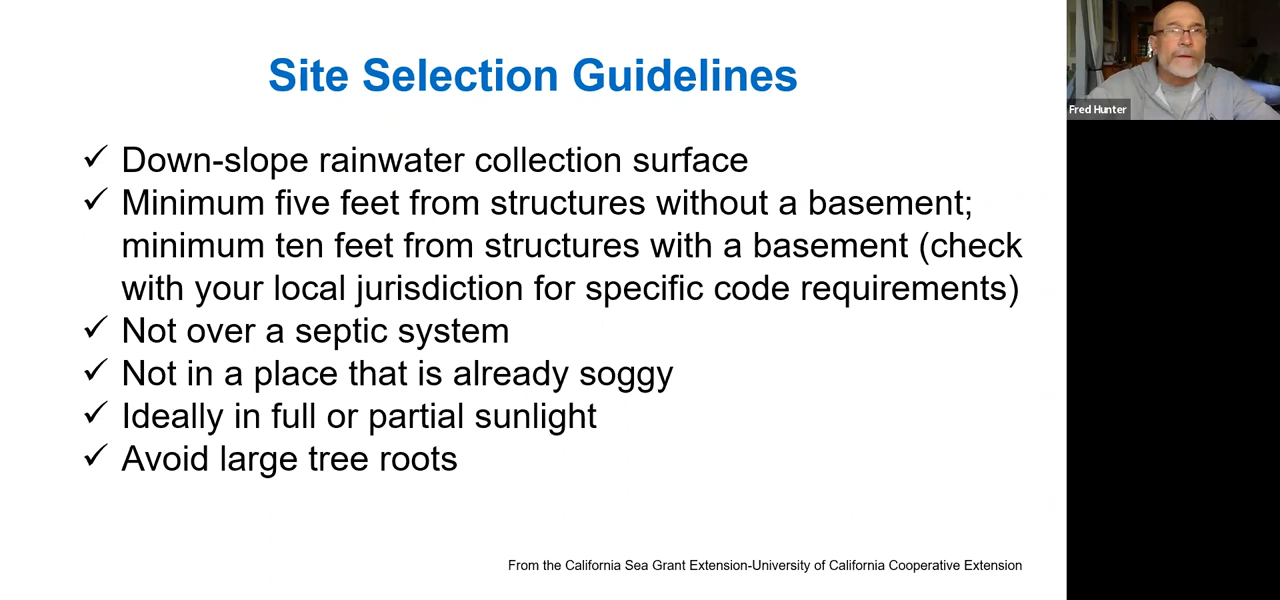 Site Selection Guidelines
Fred Hunter
✓ Down-slope rainwater collection surface
✓ Minimum five feet from structures without a basement;
minimum ten feet from structures with a basement (check
with your local jurisdiction for specific code requirements)
✓ Not over a septic system
✓ Not in a place that is already soggy
✓ Ideally in full or partial sunlight
✓ Avoid large tree roots
From the California Sea Grant Extension-University of California Cooperative Extension